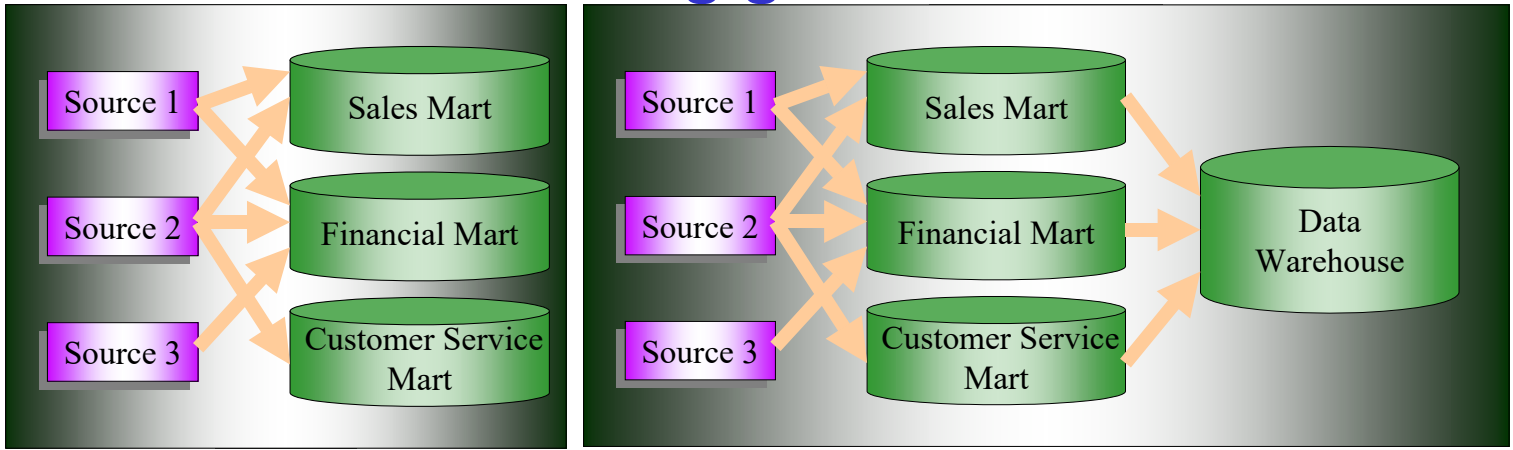 Source 1
Sales Mart
Source 2
Financial Mart
Source 3
Customer Service
Mart
Source 1
Sales Mart
Source 2
Financial Mart
Source 3
Customer Service
Mart
Data
Warehouse